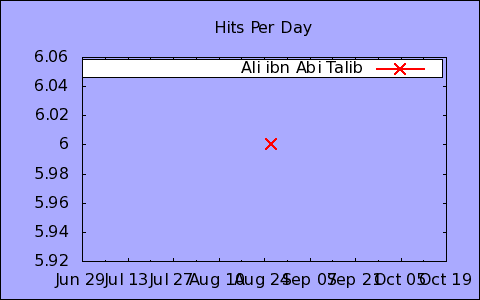 Hits Per Day
Ali ibn Abi Talib
6.06
6.04
6.02
6
5.98
5.96
5.94
5.92
Jun 29 Jul 13 Jul 27 Aug 10 Aug 24 Sep 07 Sep 21 Oct 05 Oct 19